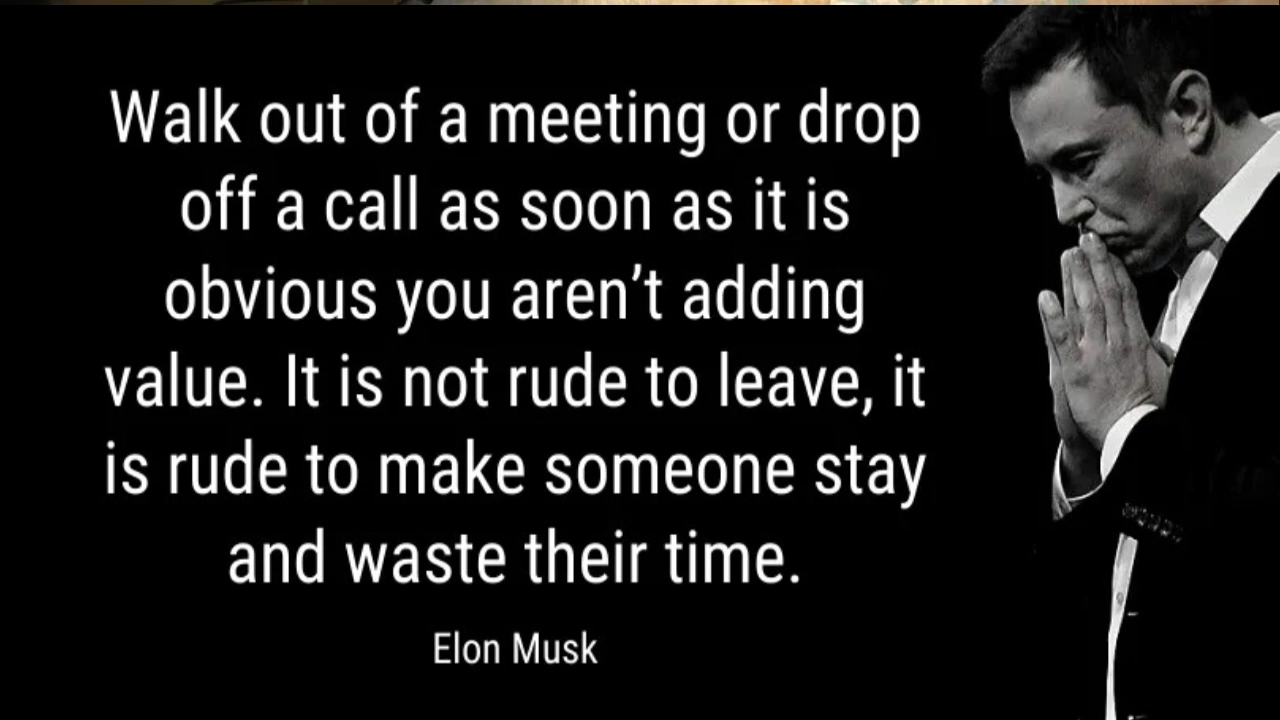 Walk out of a meeting or drop
off a call as soon as it is
obvious you aren’t adding
value. It is not rude to leave, it
is rude to make someone stay
and waste their time.
Elon Musk